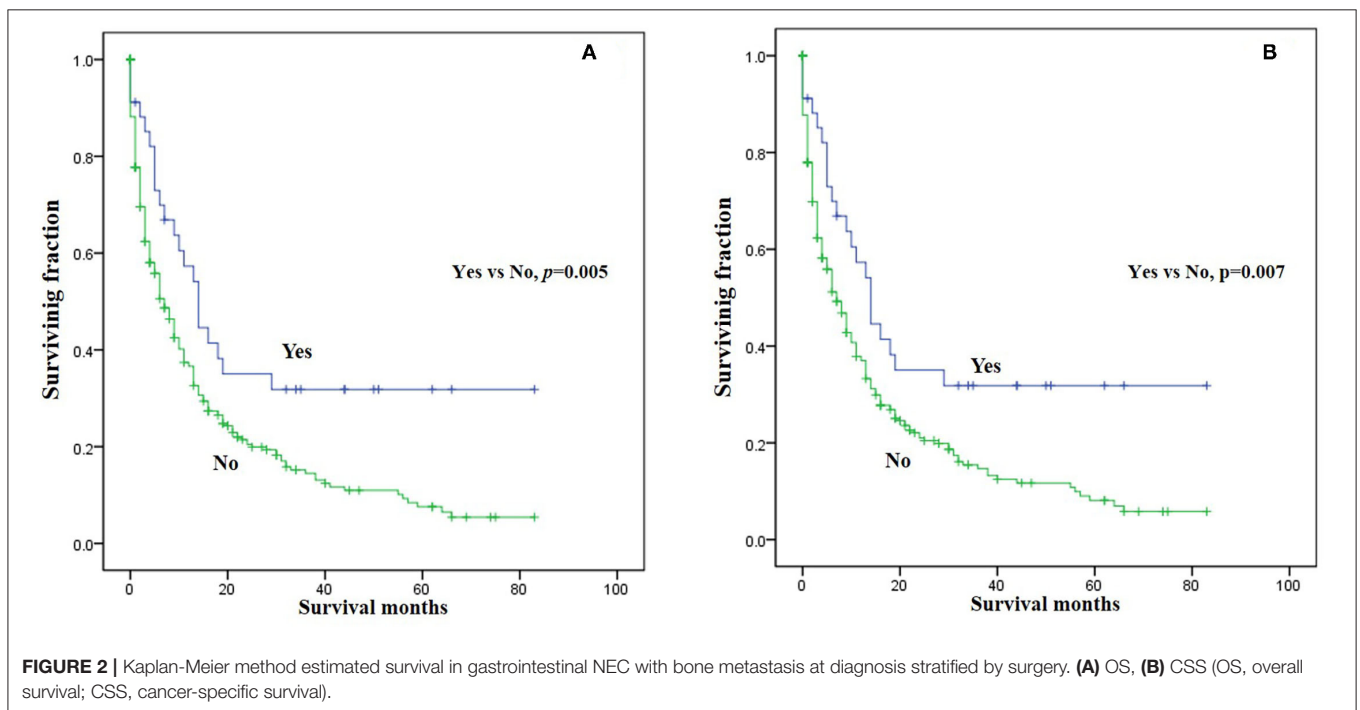 A
Survivinig fraction
1.0
0.8
0.6
0.4
0.2
0.0
Yes vs No, p=0.005
Yes
No
0 20 40 60 80 100
Survival months
B
Survivinig fraction
1.0
0.8
0.6
0.4
0.2
0.0
Yes vs No, p=0.007
Yes
No
0 20 40 60 80 100
Survival months
FIGURE 2 | Kaplan-Meier method estimated survival in gastrointestinal NEC with bone metastasis at diagnosis stratified by surgery. (A) OS, (B) CSS (OS, overall
survival; CSS, cancer-specific survival).